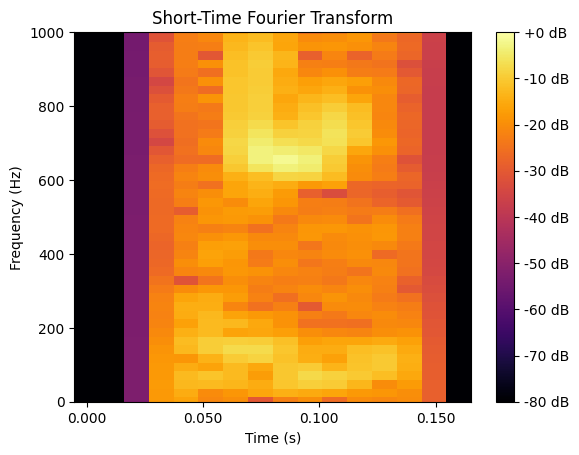 Short-Time Fourier Transform
1000
800
600
400
200
0
Frequency (Hz)
0.000
0.050
0.100
0.150
Time (s)
+0 dB
-10 dB
-20 dB
-30 dB
-40 dB
-50 dB
-60 dB
-70 dB
-80 dB